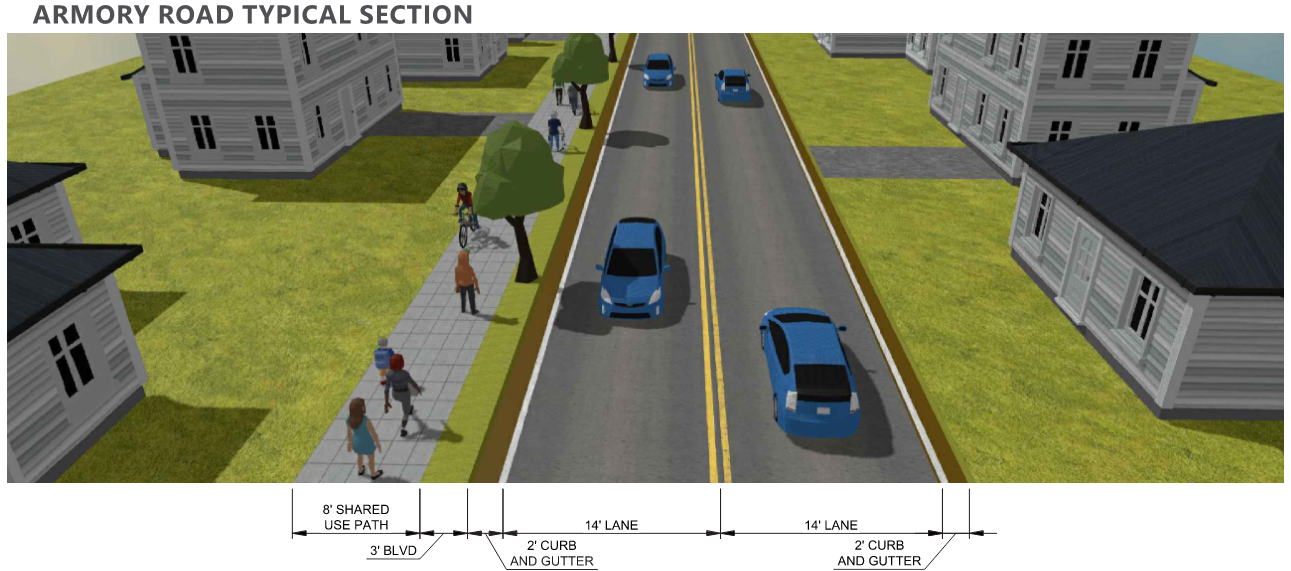 ARMORY ROAD TYPICAL SECTION
8' SHARED
USE PATH
3' BLVD
2' CURB
AND GUTTER
14' LANE
14' LANE
2' CURB
AND GUTTER